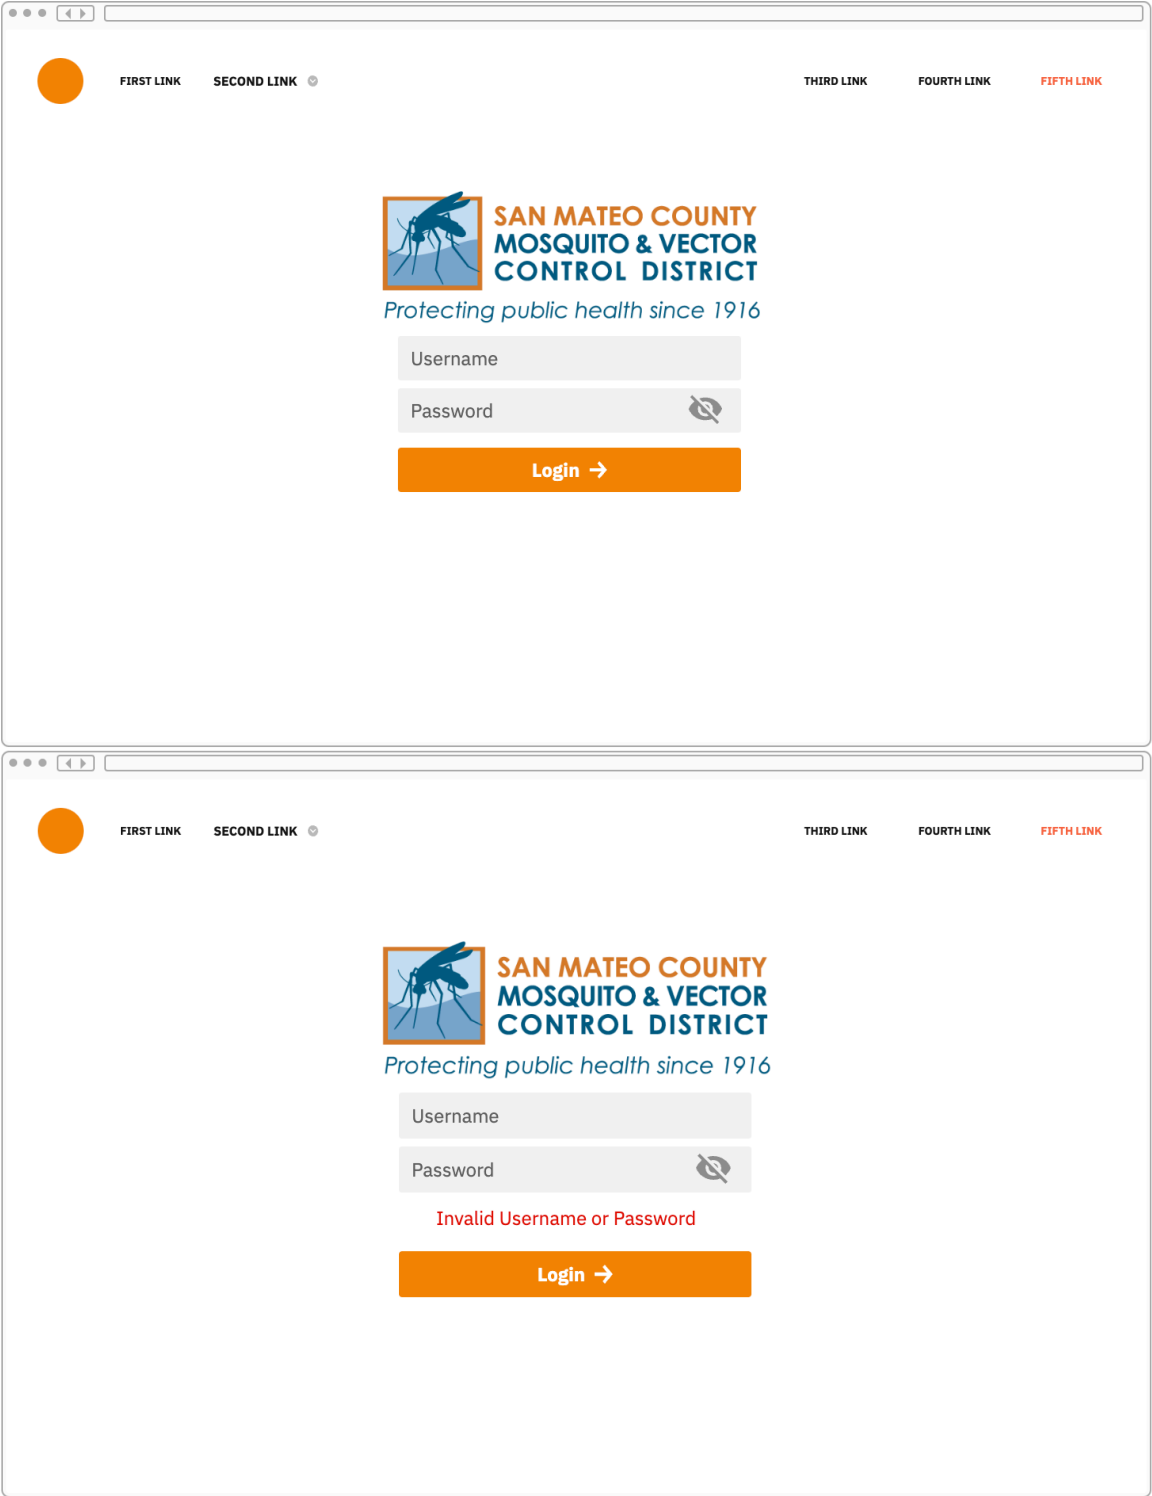 FIRST LINK SECOND LINK THIRD LINK FOURTH LINK FIFTH LINK
SAN MATEO COUNTY
MOSQUITO & VECTOR
CONTROL DISTRICT
Protecting public health since 1916
Username
Password
Login →
FIRST LINK SECOND LINK THIRD LINK FOURTH LINK FIFTH LINK
SAN MATEO COUNTY
MOSQUITO & VECTOR
CONTROL DISTRICT
Protecting public health since 1916
Username
Password
Invalid Username or Password
Login →